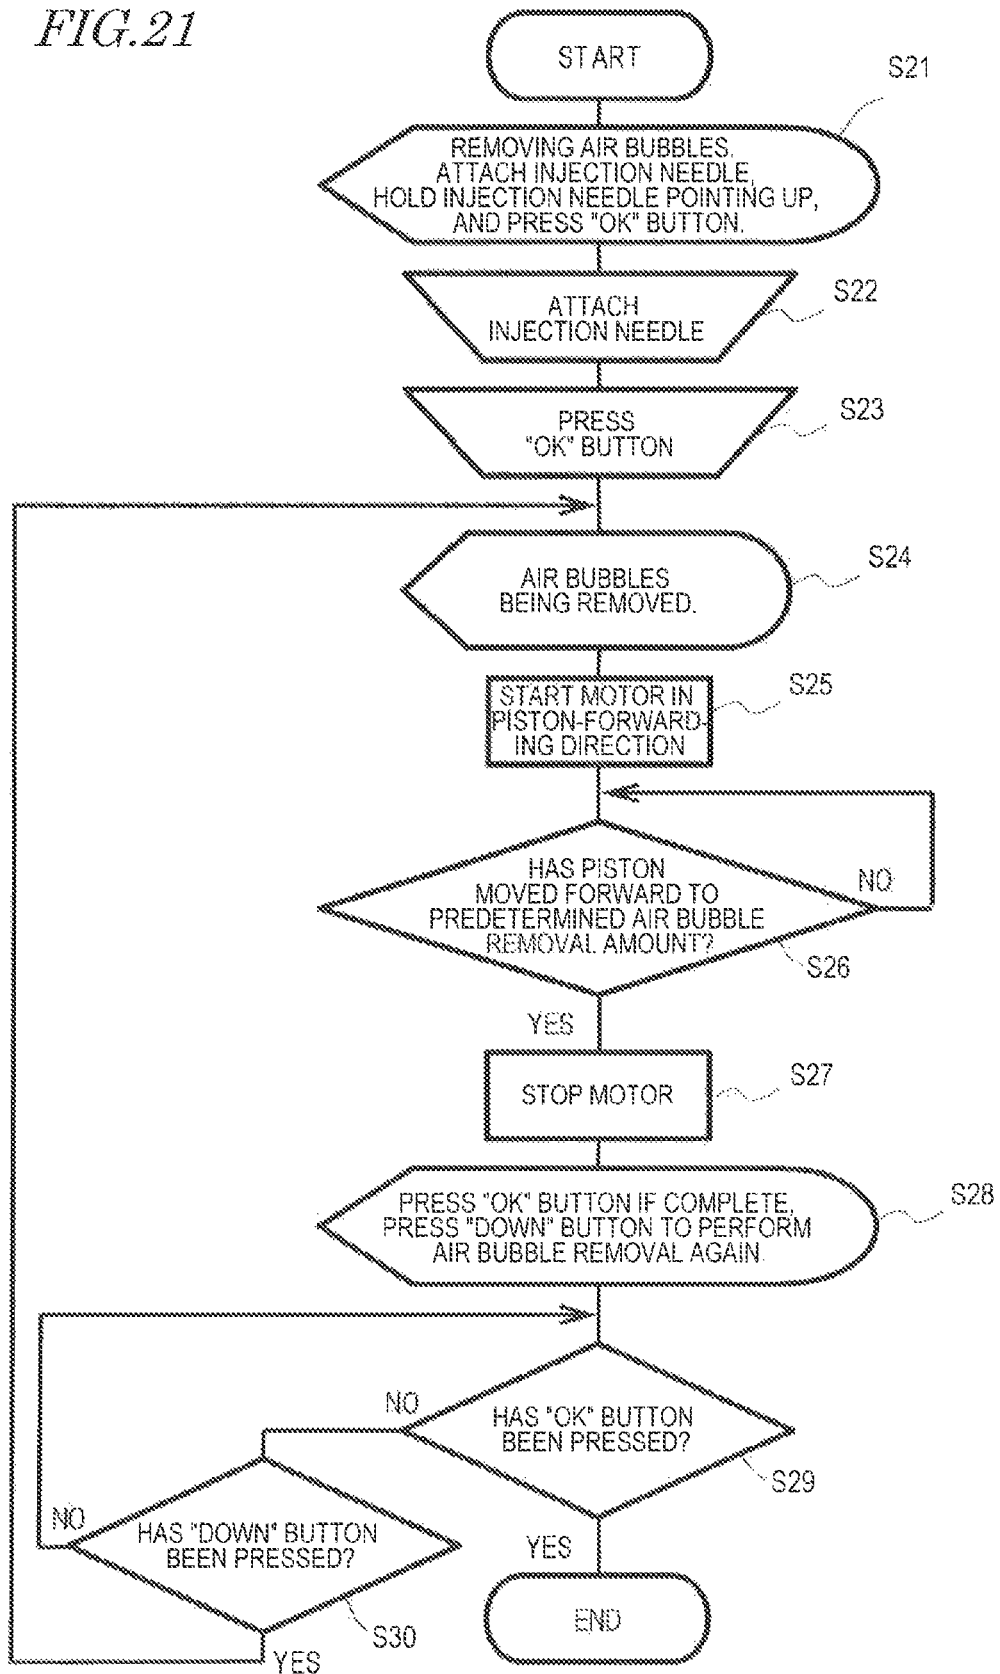 FIG.21
START
S21
REMOVING AIR BUBBLES.
ATTACH INJECTION NEEDLE,
HOLD INJECTION NEEDLE POINTING UP,
AND PRESS "OK" BUTTON.
S22
ATTACH
INJECTION NEEDLE
S23
PRESS
"OK" BUTTON
S24
AIR BUBBLES
BEING REMOVED.
S25
START MOTOR IN
PISTON-FORWARD-
ING DIRECTION
HAS PISTON
MOVED FORWARD TO
PREDETERMINED AIR BUBBLE
REMOVAL AMOUNT?
NO
S26
YES
STOP MOTOR
S27
S28
PRESS "OK" BUTTON IF COMPLETE,
PRESS "DOWN" BUTTON TO PERFORM
AIR BUBBLE REMOVAL AGAIN.
NO
HAS "OK" BUTTON
BEEN PRESSED?
S29
NO
HAS "DOWN" BUTTON
BEEN PRESSED?
YES
S30
YES
END